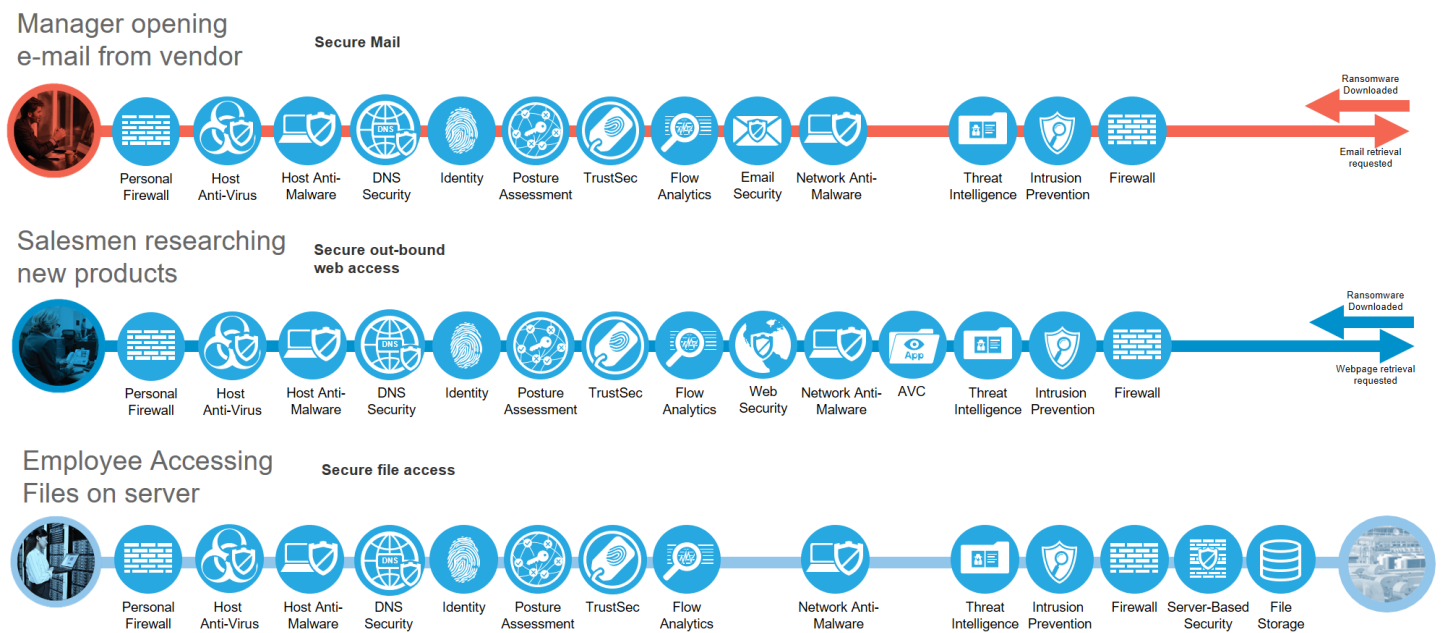 Manager opening
e-mail from vendor
Secure Mail
Ransomware
Downloaded
DNS
Email retrieval
requested
Personal
Firewall
Host
Anti-Virus
Host Anti-
Malware
DNS
Security
Identity
Posture
Assessment
TrustSec
Flow
Analytics
Email
Security
Network Anti-
Malware
Threat
Intelligence
Intrusion
Prevention
Firewall
Salesmen researching
new products
Secure out-bound
web access
Ransomware
Downloaded
DNS
App
Webpage retrieval
requested
Personal
Firewall
Host
Anti-Virus
Host Anti-
Malware
DNS
Security
Identity
Posture
Assessment
TrustSec
Flow
Analytics
Web
Security
Network Anti-
Malware
AVC
Threat
Intelligence
Intrusion
Prevention
Firewall
Employee Accessing
Files on server
Secure file access
DNS
Personal
Firewall
Host
Anti-Virus
Host Anti-
Malware
DNS
Security
Identity
Posture
Assessment
TrustSec
Flow
Analytics
Network Anti-
Malware
Threat
Intelligence
Intrusion
Prevention
Firewall
Server-Based
Security
File
Storage